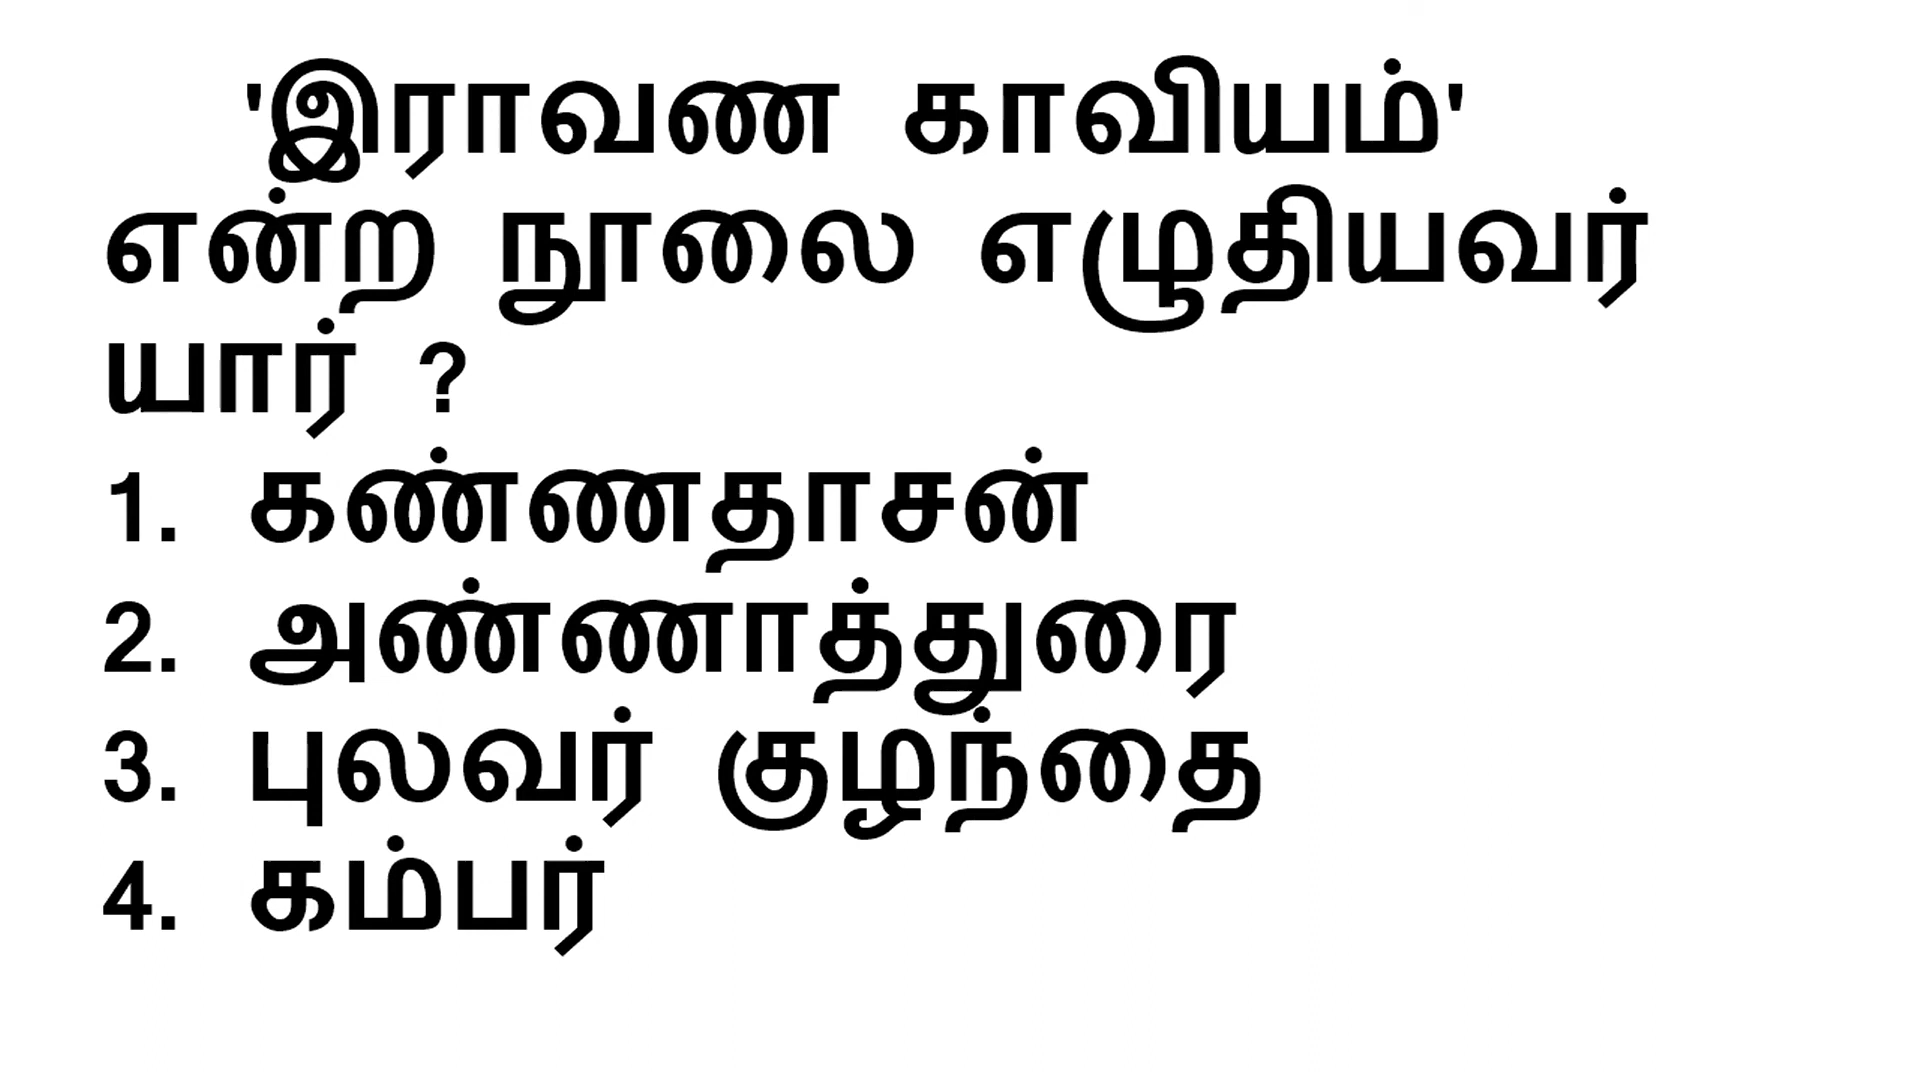 'இராவண காவியம்'
என்ற நூலை எழுதியவர்
யார் ?
1. கண்ணதாசன்
2. அண்ணாத்துரை
3. புலவர் குழந்தை
4. கம்பர்